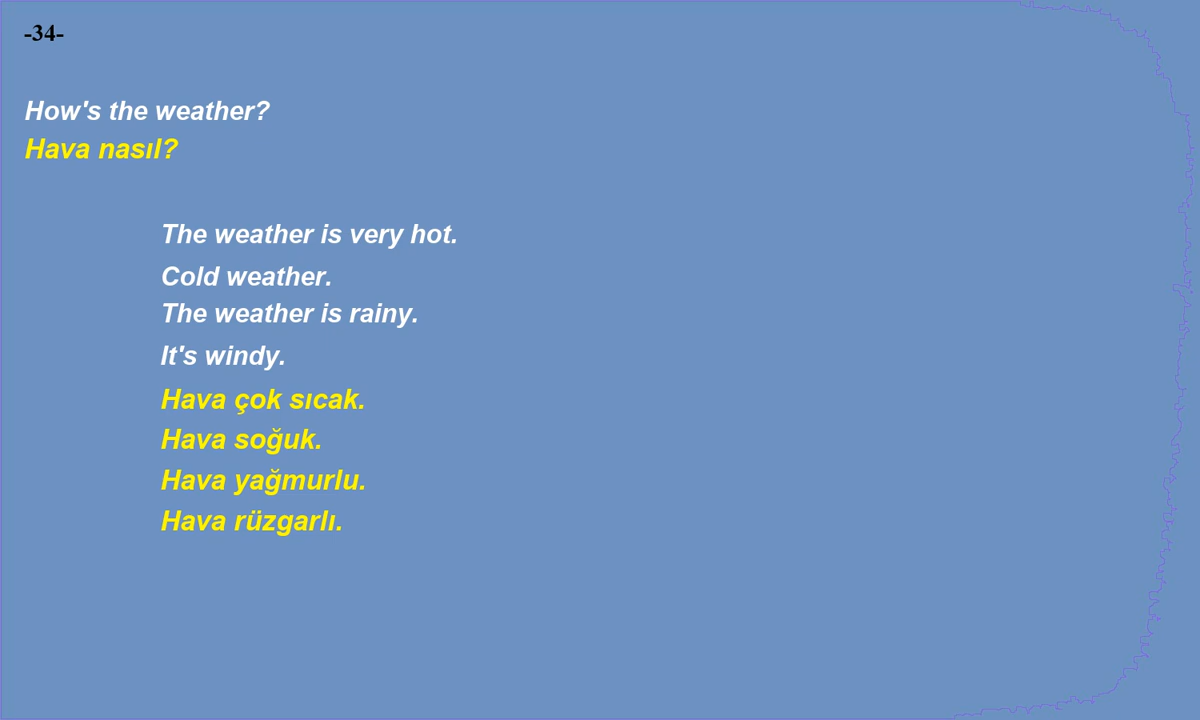 -34-
How's the weather?
Hava nasıl?
The weather is very hot.
Cold weather.
The weather is rainy.
It's windy.
Hava çok sıcak.
Hava soğuk.
Hava yağmurlu.
Hava rüzgarlı.